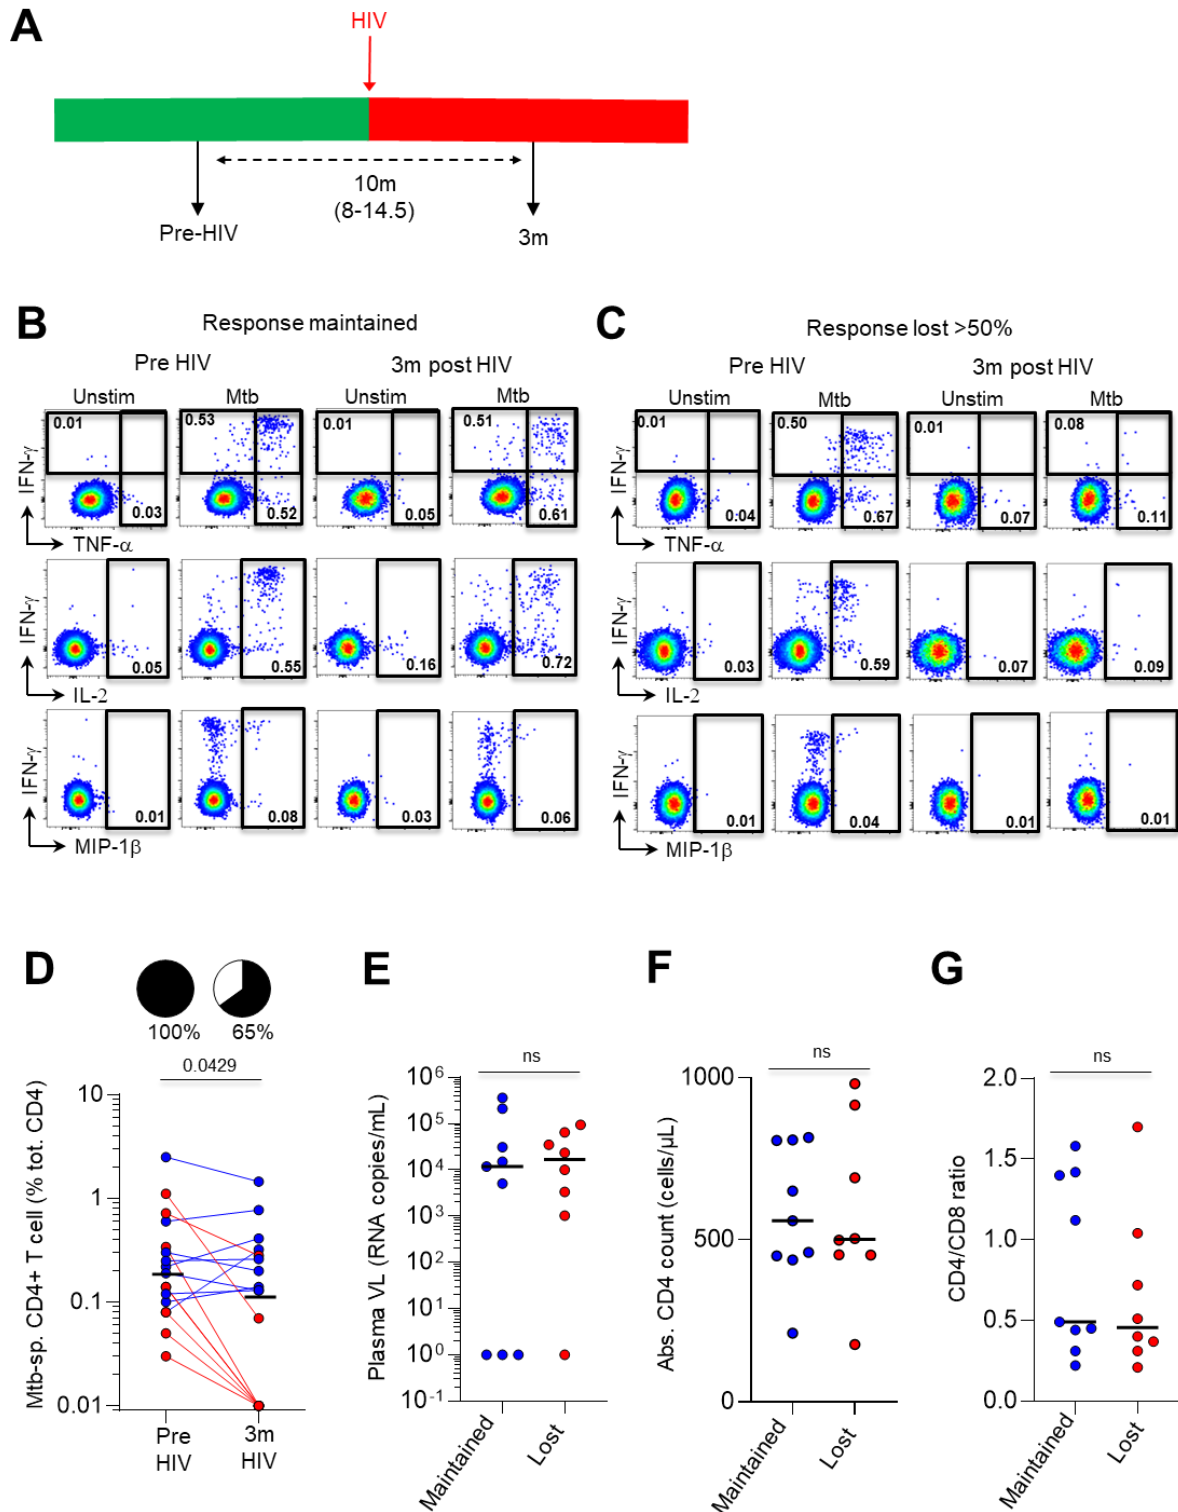 A
HIV
10m
(8-14.5)
Pre-HIV
3m
B
Response maintained
Pre HIV
3m post HIV
Unstim
Mtb
Unstim
Mtb
IFN-γ
0.01
0.03
0.53
0.52
0.01
0.05
0.51
0.61
TNF-α
IFN-γ
0.05
0.55
0.16
0.72
IL-2
IFN-γ
0.01
0.08
0.03
0.06
MIP-1β
C
Response lost >50%
Pre HIV
3m post HIV
Unstim
Mtb
Unstim
Mtb
IFN-γ
0.01
0.04
0.50
0.67
0.01
0.07
0.08
0.11
TNF-α
IFN-γ
0.03
0.59
0.07
0.09
IL-2
IFN-γ
0.01
0.04
0.01
0.01
MIP-1β
D
100%
65%
0.0429
Mtb-sp. CD4+ T cell (% tot. CD4)
10
1
0.1
0.01
Pre
HIV
3m
HIV
E
ns
Plasma VL (RNA copies/mL)
10⁶
10⁵
10⁴
10³
10²
10¹
10⁰
10⁻¹
Maintained
Lost
F
ns
Abs. CD4 count (cells/µL)
1000
500
0
Maintained
Lost
G
ns
CD4/CD8 ratio
2.0
1.5
1.0
0.5
0.0
Maintained
Lost